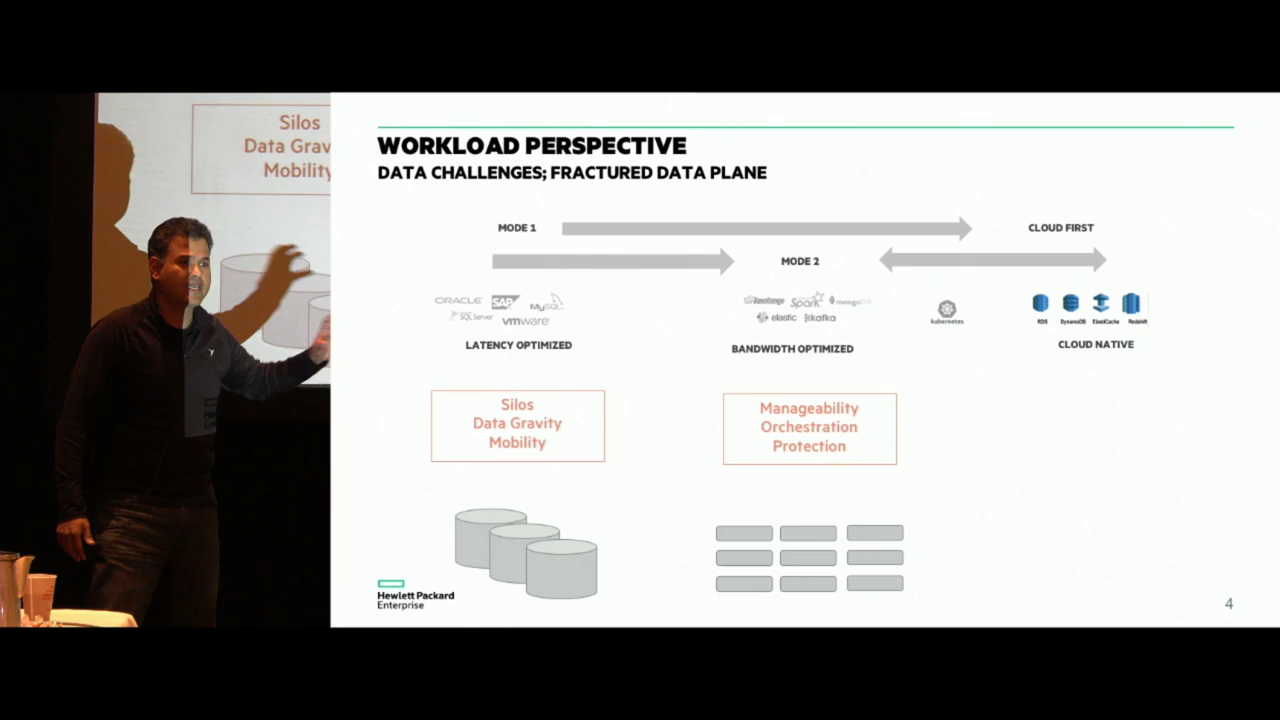 Silos
Data Grav
Mobility
WORKLOAD PERSPECTIVE
DATA CHALLENGES; FRACTURED DATA PLANE
MODE 1
CLOUD FIRST
MODE 2
ORACLE SAP MySQL
SQL Server vmware
Spark mongoDB
elastic kafka
kubernetes
RDS DynamoDB ElastiCache Redshift
LATENCY OPTIMIZED
BANDWIDTH OPTIMIZED
CLOUD NATIVE
Silos
Data Gravity
Mobility
Manageability
Orchestration
Protection
Hewlett Packard
Enterprise
4